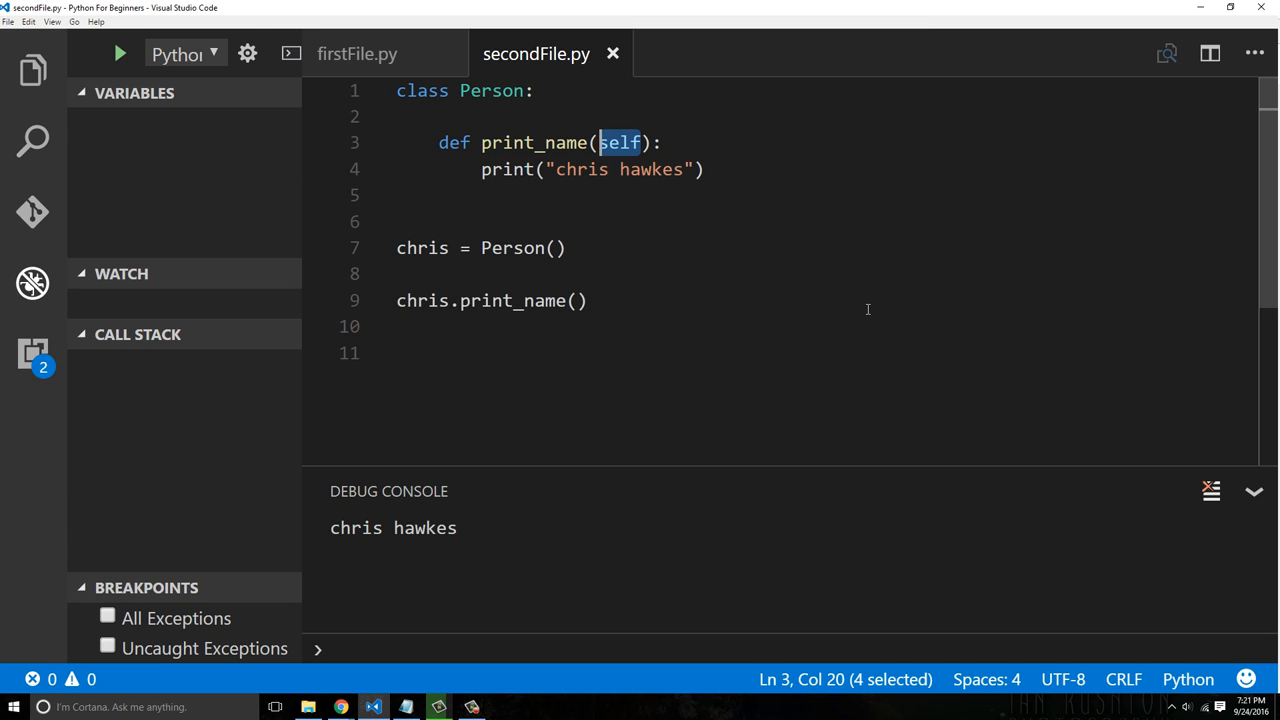 secondFile.py - Python For Beginners - Visual Studio Code
File Edit View Go Help
Pythor firstFile.py secondFile.py
VARIABLES
WATCH
CALL STACK
BREAKPOINTS
All Exceptions
Uncaught Exceptions
2
1 class Person:
2
3 def print_name(self):
4 print("chris hawkes")
5
6
7 chris = Person()
8
9 chris.print_name()
10
11
DEBUG CONSOLE
chris hawkes
0 0 Ln 3, Col 20 (4 selected) Spaces: 4 UTF-8 CRLF Python
I'm Cortana. Ask me anything.
7:21 PM
9/24/2016